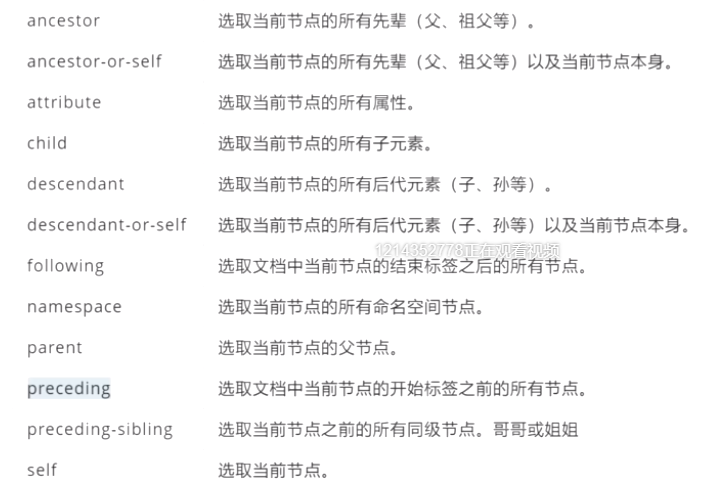 ancestor 选取当前节点的所有先辈（父、祖父等）。
ancestor-or-self 选取当前节点的所有先辈（父、祖父等）以及当前节点本身。
attribute 选取当前节点的所有属性。
child 选取当前节点的所有子元素。
descendant 选取当前节点的所有后代元素（子、孙等）。
descendant-or-self 选取当前节点的所有后代元素（子、孙等）以及当前节点本身。
1214352778正在观看视频
following 选取文档中当前节点的结束标签之后的所有节点。
namespace 选取当前节点的所有命名空间节点。
parent 选取当前节点的父节点。
preceding 选取文档中当前节点的开始标签之前的所有节点。
preceding-sibling 选取当前节点之前的所有同级节点。哥哥或姐姐
self 选取当前节点。